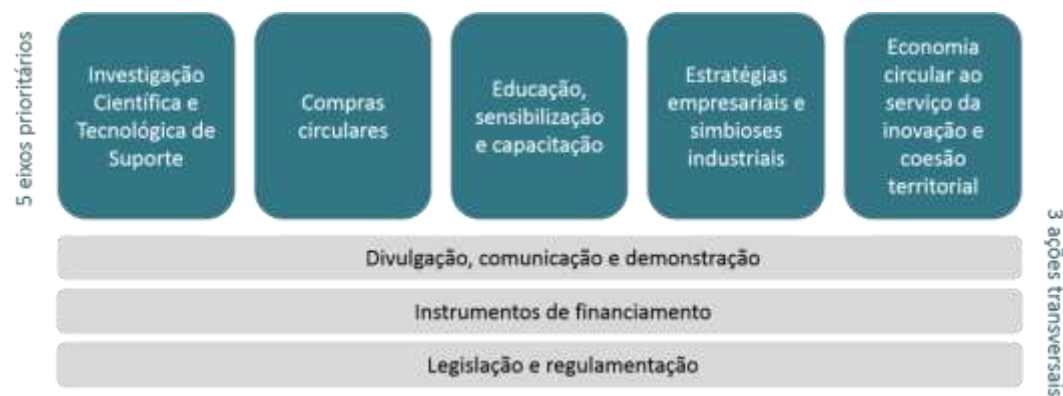 5 eixos prioritários
Investigação
Científica e
Tecnológica de
Suporte
Compras
circulares
Educação,
sensibilização
e capacitação
Estratégias
empresariais e
simbioses
industriais
Economia
circular ao
serviço da
inovação e
coesão
territorial
Divulgação, comunicação e demonstração
Instrumentos de financiamento
Legislação e regulamentação
3 ações transversais